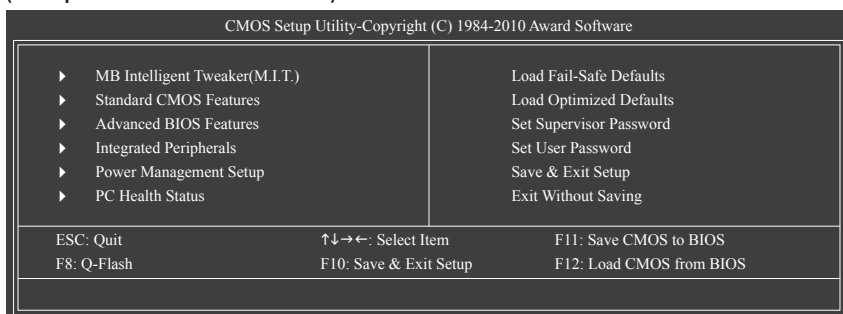 CMOS Setup Utility-Copyright (C) 1984-2010 Award Software
MB Intelligent Tweaker(M.I.T.)
Standard CMOS Features
Advanced BIOS Features
Integrated Peripherals
Power Management Setup
PC Health Status
Load Fail-Safe Defaults
Load Optimized Defaults
Set Supervisor Password
Set User Password
Save & Exit Setup
Exit Without Saving
ESC: Quit ↑↓→←: Select Item F11: Save CMOS to BIOS
F8: Q-Flash F10: Save & Exit Setup F12: Load CMOS from BIOS